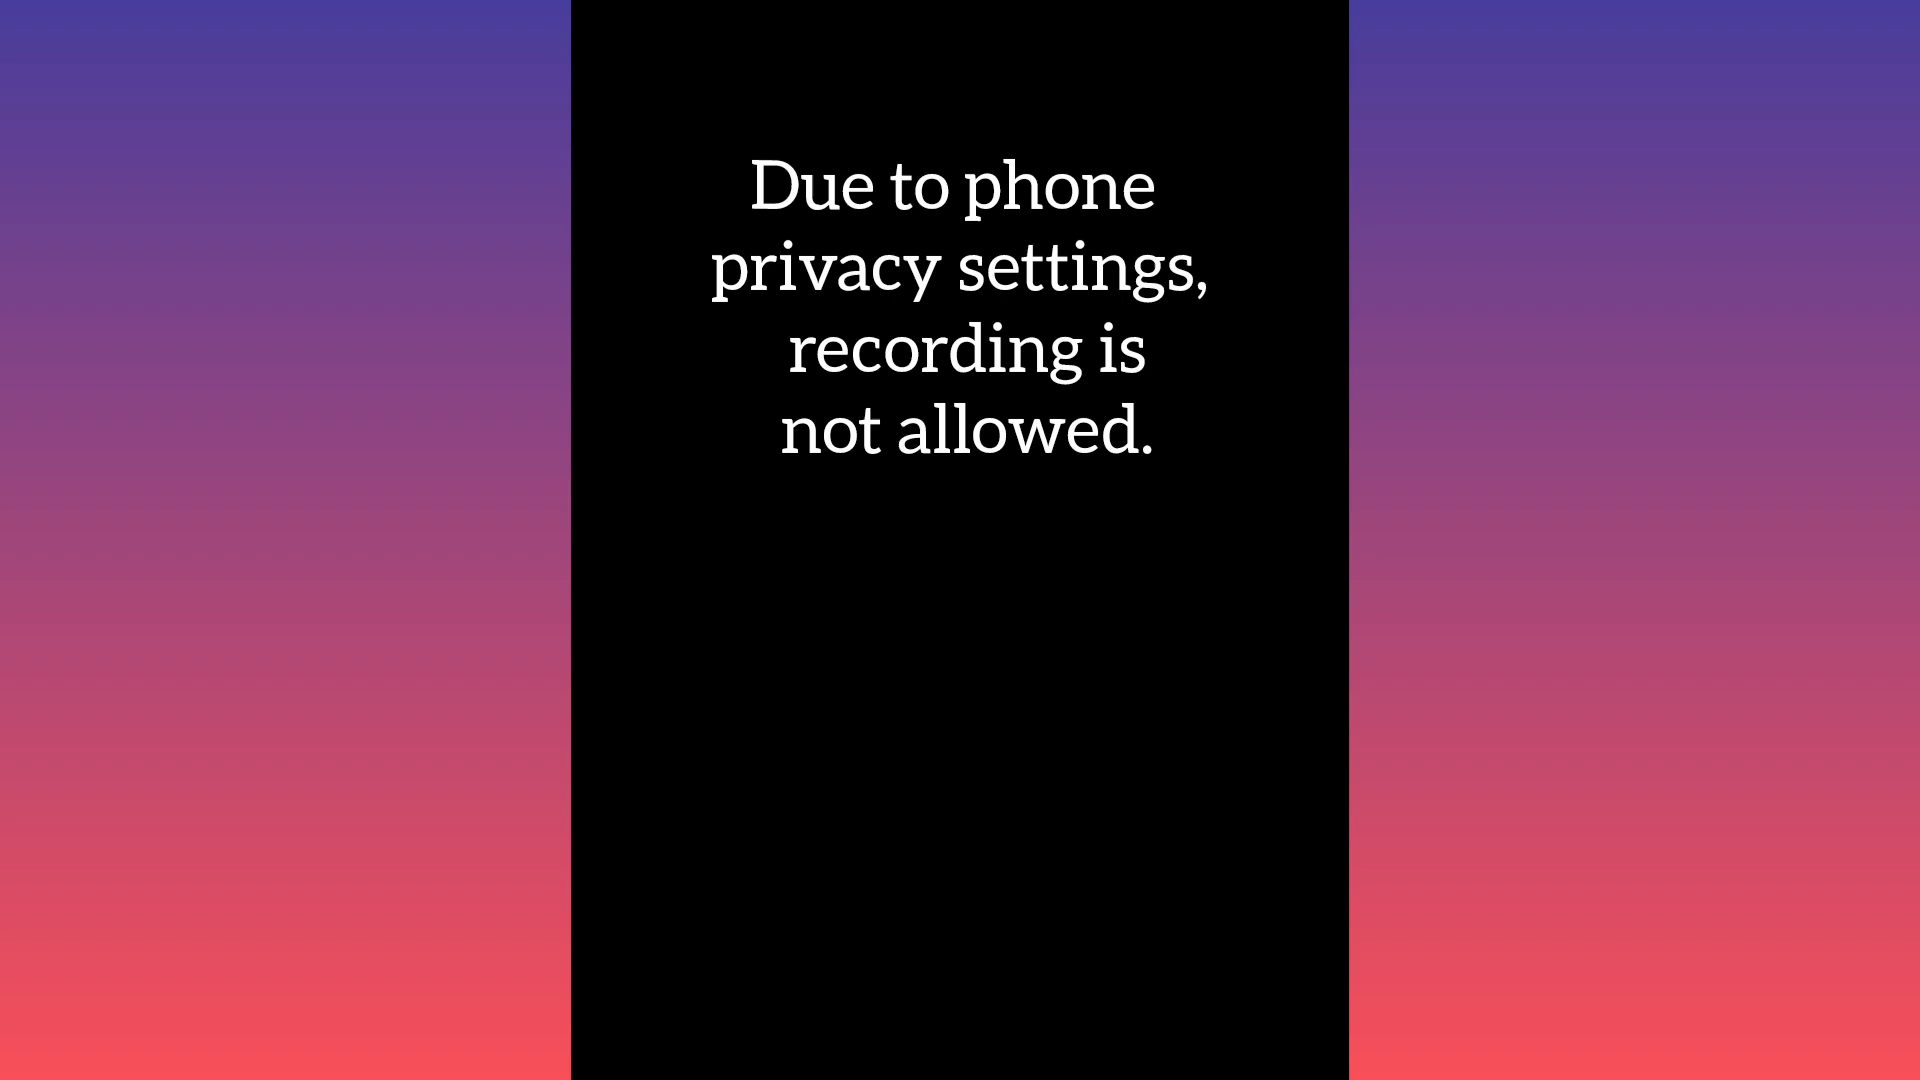 Due to phone
privacy settings,
recording is
not allowed.